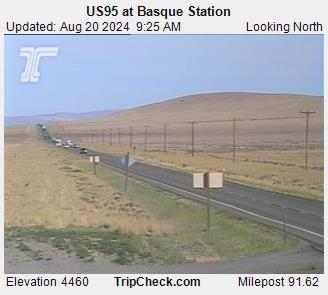 US95 at Basque Station
Updated: Aug 20 2024 9:25 AM Looking North
Elevation 4460 TripCheck.com Milepost 91.62